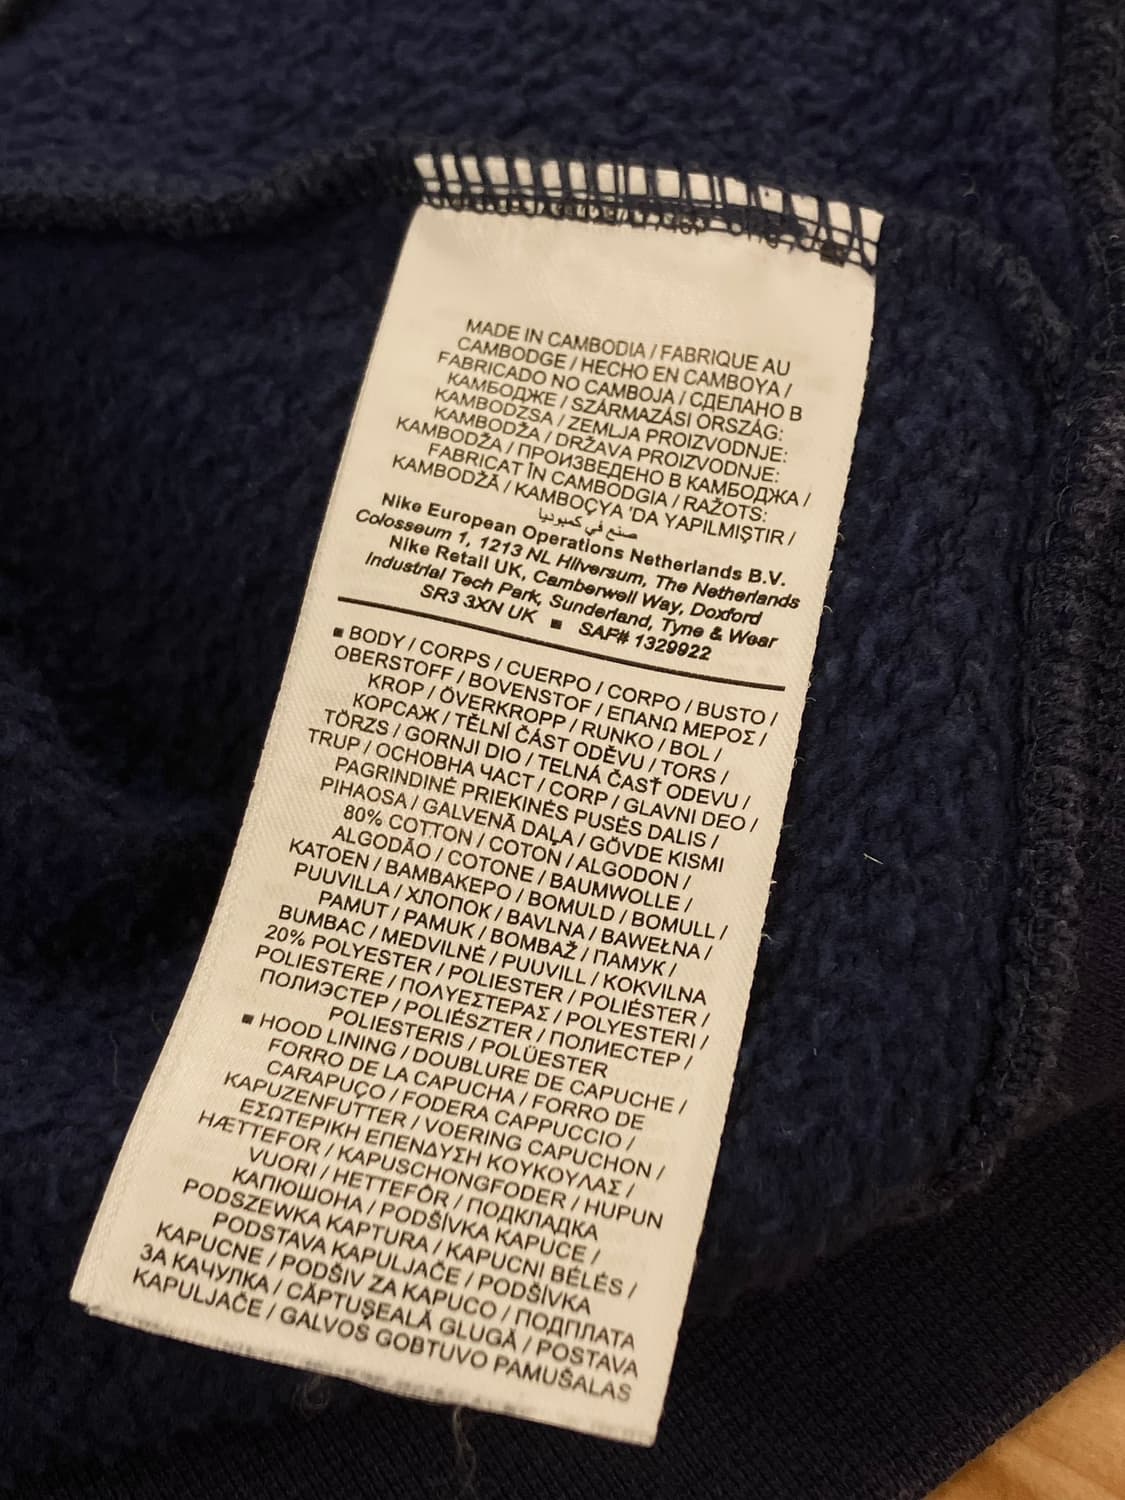 MADE IN CAMBODIA / FABRIQUE AU
CAMBODGE / HECHO EN CAMBOYA /
FABRICADO NO CAMBOJA / СДЕЛАНО В
КАМБОДЖЕ / SZÁRMAZÁSI ORSZÁG:
KAMBODZSA / ZEMLJA PROIZVODNJE:
KAMBODŽA / DRŽAVA PROIZVODNJE:
KAMBODŽA / ПРОИЗВЕДЕНО В КАМБОДЖА /
FABRICAT ÎN CAMBODGIA / RAŽOTS:
KAMBODŽĀ / KAMBOÇYA 'DA YAPILMIŞTIR /
صنع في كمبوديا
Nike European Operations Netherlands B.V.
Colosseum 1, 1213 NL Hilversum, The Netherlands
Nike Retail UK, Camberwell Way, Doxford
Industrial Tech Park, Sunderland, Tyne & Wear
SR3 3XN UK ■ SAP# 1329922
■ BODY / CORPS / CUERPO / CORPO / BUSTO /
OBERSTOFF / BOVENSTOF / ΕΠΑΝΩ ΜΕΡΟΣ /
KROP / ÖVERKROPP / RUNKO / BOL /
КОРСАЖ / TĚLNÍ ČÁST ODĚVU / TORS /
TÖRZS / GORNJI DIO / TELNÁ ČASŤ ODEVU /
TRUP / ОСНОВНА ЧАСТ / CORP / GLAVNI DEO /
PAGRINDINĖ PRIEKINĖS PUSĖS DALIS /
PIHAOSA / GALVENĀ DAĻA / GÖVDE KISMI
80% COTTON / COTON / ALGODON /
ALGODÃO / COTONE / BAUMWOLLE /
KATOEN / ΒΑΜΒΑΚΕΡΟ / BOMULD / BOMULL /
PUUVILLA / ХЛОПОК / BAVLNA / BAWEŁNA /
PAMUT / PAMUK / BOMBAŽ / ПАМУК /
BUMBAC / MEDVILNĖ / PUUVILL / KOKVILNA
20% POLYESTER / POLIESTER / POLIÉSTER /
POLIESTERE / ΠΟΛΥΕΣΤΕΡΑΣ / POLYESTERI /
ПОЛИЭСТЕР / POLIÉSZTER / ПОЛИЕСТЕР /
POLIESTERIS / POLÜESTER
■ HOOD LINING / DOUBLURE DE CAPUCHE /
FORRO DE LA CAPUCHA / FORRO DE
CARAPUÇO / FODERA CAPPUCCIO /
KAPUZENFUTTER / VOERING CAPUCHON /
ΕΣΩΤΕΡΙΚΗ ΕΠΕΝΔΥΣΗ ΚΟΥΚΟΥΛΑΣ /
HÆTTEFOR / KAPUSCHONGFODER / HUPUN
VUORI / HETTEFÔR / ПОДКЛАДКА
КАПЮШОНА / PODŠÍVKA KAPUCE /
PODSZEWKA KAPTURA / KAPUCNI BÉLÉS /
PODSTAVA KAPULJAČE / PODŠÍVKA
KAPUCNE / PODŠIV ZA KAPUCO / ПОДПЛАТА
ЗА КАЧУЛКА / CĂPTUŞEALĂ GLUGĂ / POSTAVA
KAPULJAČE / GALVOS GOBTUVO PAMUŠALAS